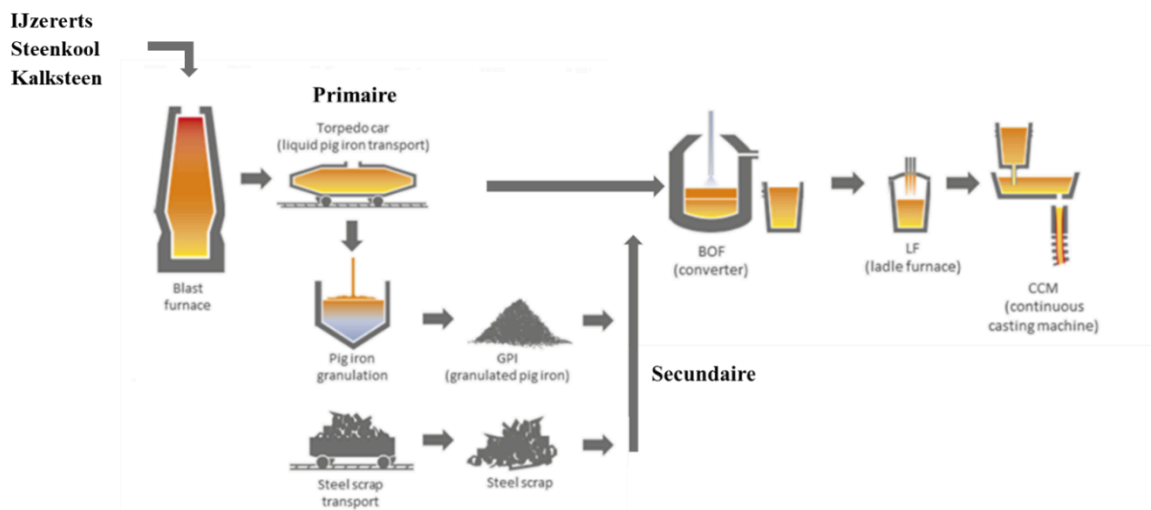 IJzererts
Steenkool
Kalksteen
Primaire
Torpedo car
(liquid pig iron transport)
Blast
furnace
BOF
(converter)
LF
(ladle furnace)
CCM
(continuous
casting machine)
Pig iron
granulation
GPI
(granulated pig iron)
Secundaire
Steel scrap
transport
Steel scrap